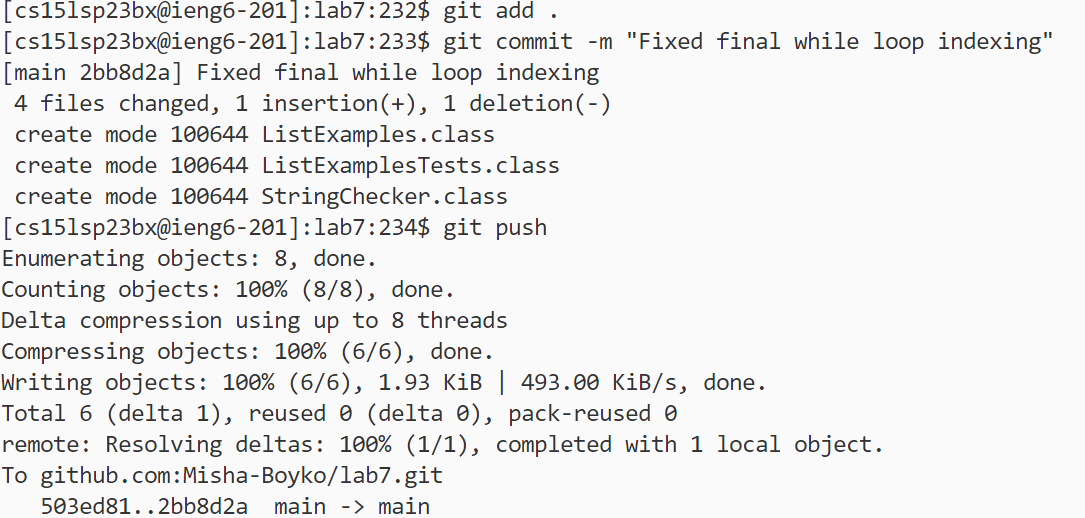 [cs15lsp23bx@ieng6-201]:lab7:232$ git add .
[cs15lsp23bx@ieng6-201]:lab7:233$ git commit -m "Fixed final while loop indexing"
[main 2bb8d2a] Fixed final while loop indexing
 4 files changed, 1 insertion(+), 1 deletion(-)
 create mode 100644 ListExamples.class
 create mode 100644 ListExamplesTests.class
 create mode 100644 StringChecker.class
[cs15lsp23bx@ieng6-201]:lab7:234$ git push
Enumerating objects: 8, done.
Counting objects: 100% (8/8), done.
Delta compression using up to 8 threads
Compressing objects: 100% (6/6), done.
Writing objects: 100% (6/6), 1.93 KiB | 493.00 KiB/s, done.
Total 6 (delta 1), reused 0 (delta 0), pack-reused 0
remote: Resolving deltas: 100% (1/1), completed with 1 local object.
To github.com:Misha-Boyko/lab7.git
   503ed81..2bb8d2a  main -> main